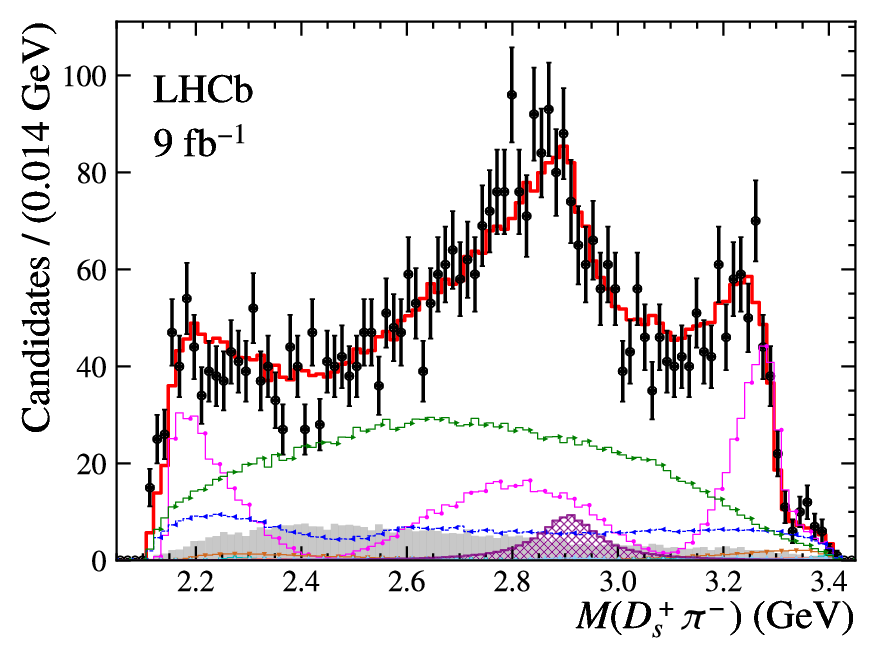 Candidates / (0.014 GeV)
100
80
60
40
20
0
LHCb
9 fb⁻¹
2.2 2.4 2.6 2.8 3.0 3.2 3.4
M(Dₛ⁺π⁻) (GeV)